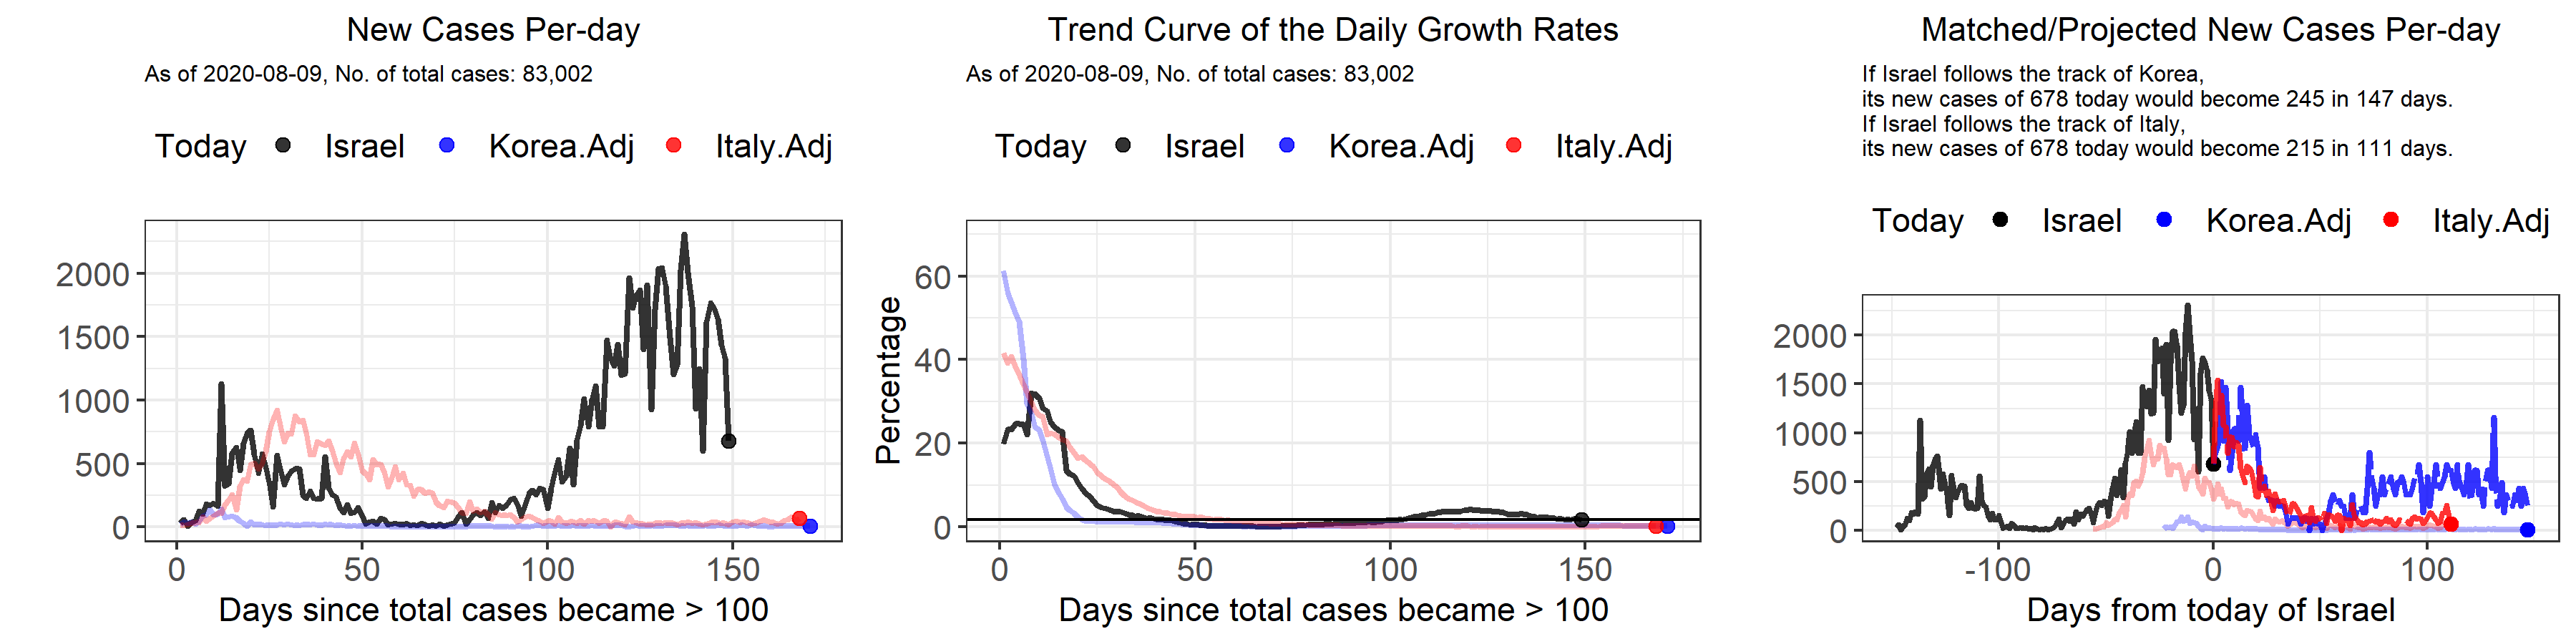 New Cases Per-day
As of 2020-08-09, No. of total cases: 83,002
Today Israel Korea.Adj Italy.Adj
2000
1500
1000
500
0
0 50 100 150
Days since total cases became > 100
Trend Curve of the Daily Growth Rates
As of 2020-08-09, No. of total cases: 83,002
Today Israel Korea.Adj Italy.Adj
Percentage
60
40
20
0
0 50 100 150
Days since total cases became > 100
Matched/Projected New Cases Per-day
If Israel follows the track of Korea,
its new cases of 678 today would become 245 in 147 days.
If Israel follows the track of Italy,
its new cases of 678 today would become 215 in 111 days.
Today Israel Korea.Adj Italy.Adj
2000
1500
1000
500
0
-100 0 100
Days from today of Israel